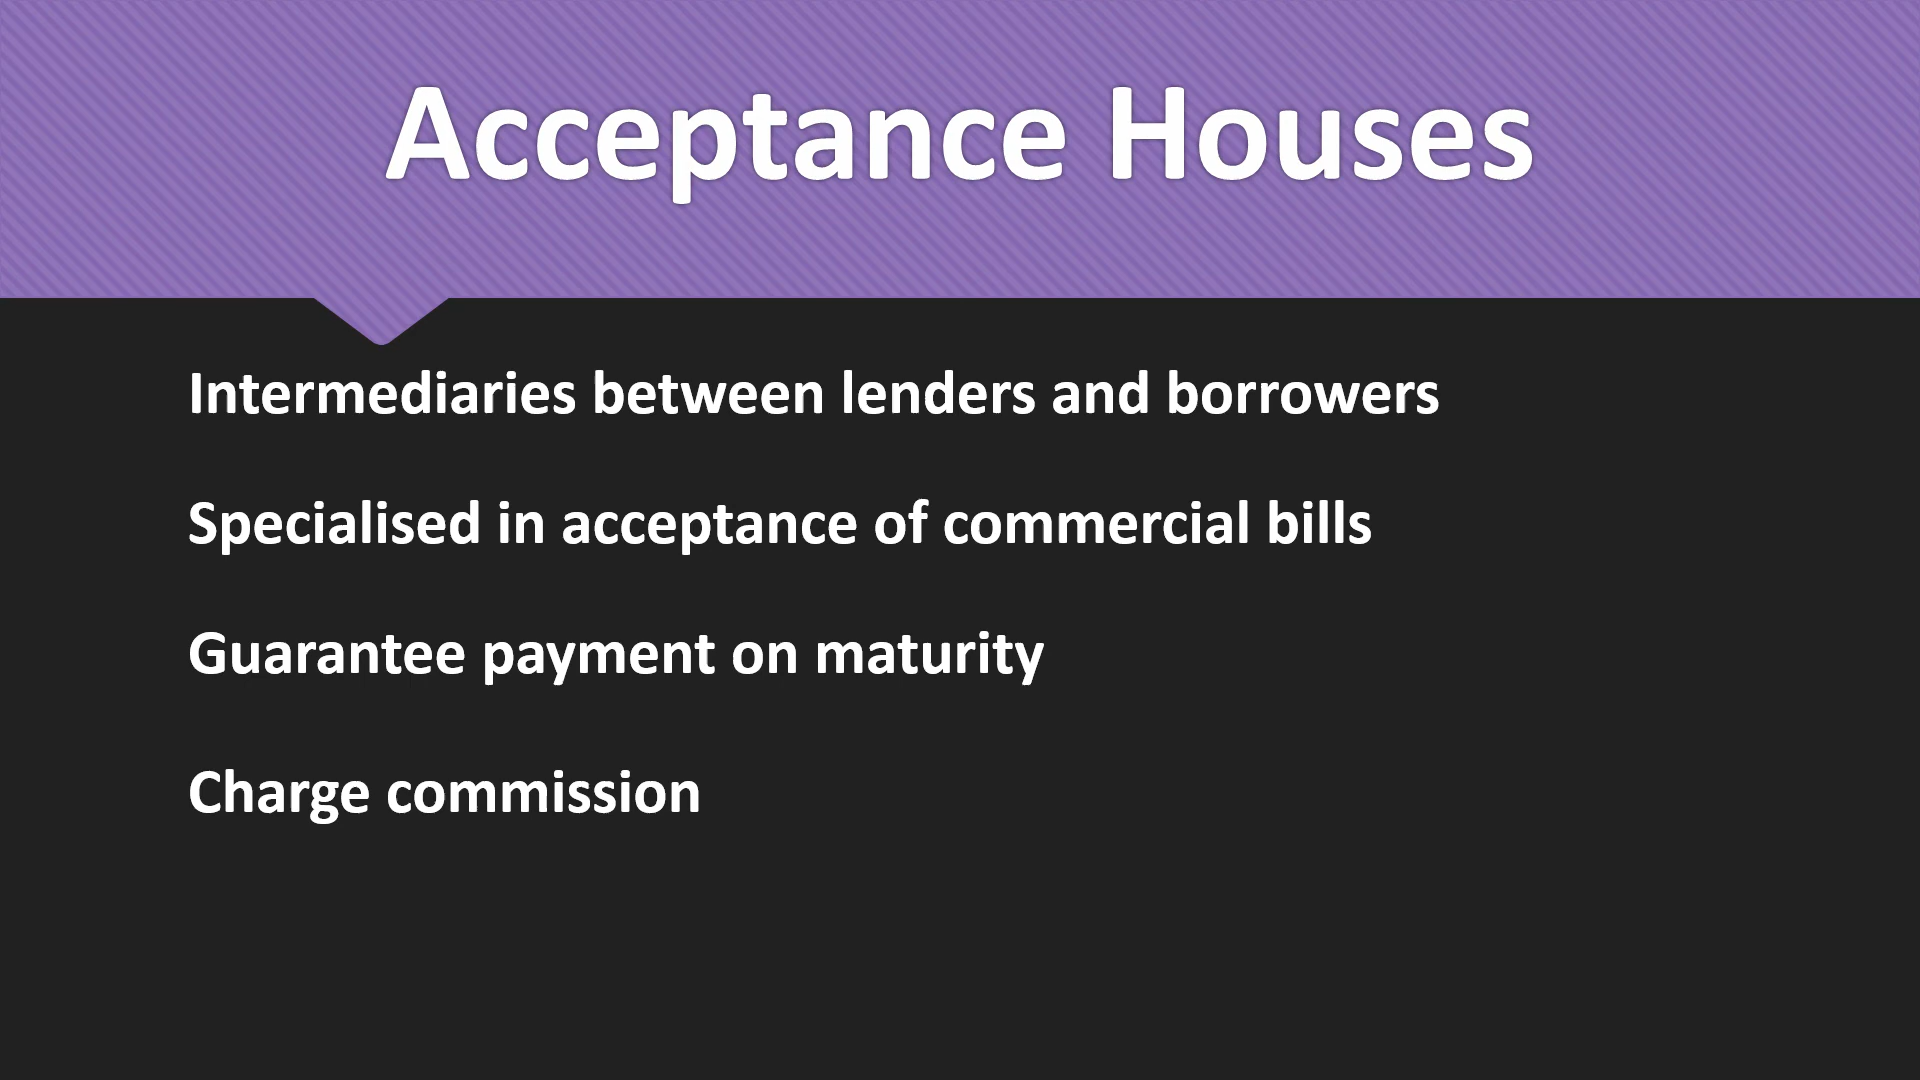 Acceptance Houses
Intermediaries between lenders and borrowers
Specialised in acceptance of commercial bills
Guarantee payment on maturity
Charge commission